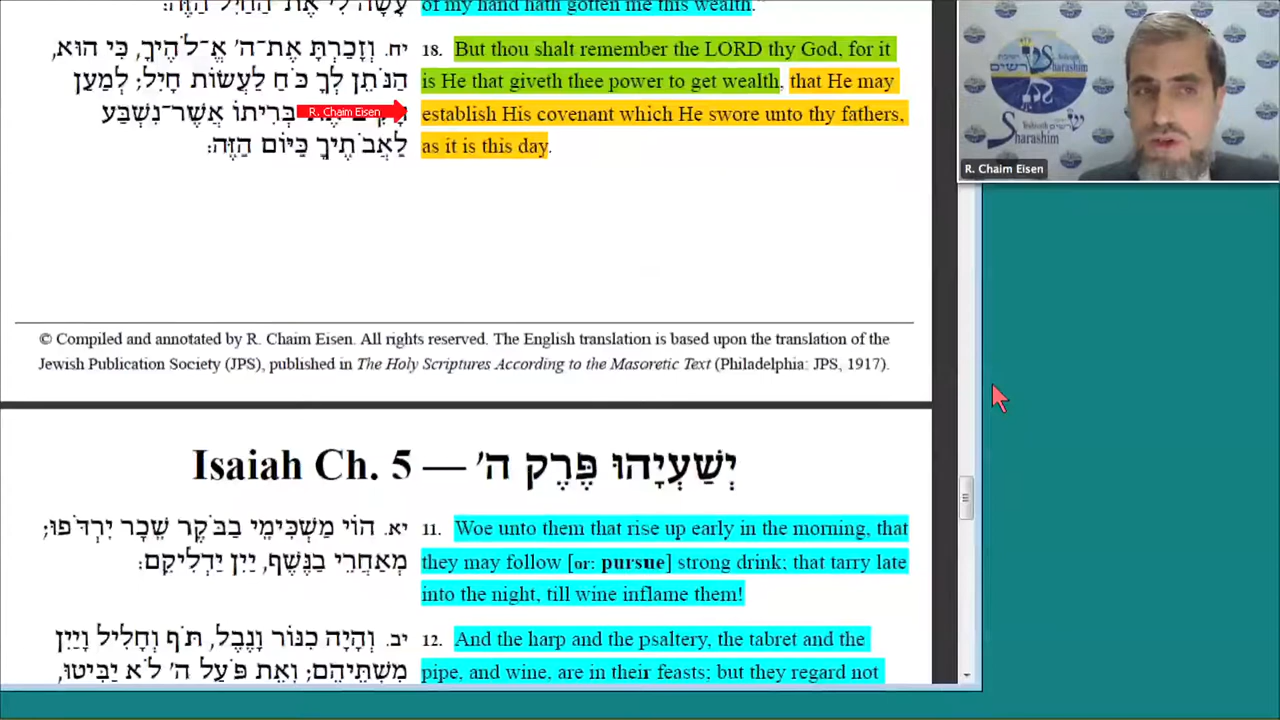 עָשָׂה לִי אֶת הַחַיִל הַזֶּה:
of my hand hath gotten me this wealth."
יח. וְזָכַרְתָּ אֶת־ה' אֱ־לֹהֶיךָ, כִּי הוּא,
הַנֹּתֵן לְךָ כֹּחַ לַעֲשׂוֹת חָיִל; לְמַעַן
בְּרִיתוֹ אֲשֶׁר־נִשְׁבַּע
לַאֲבֹתֶיךָ כַּיּוֹם הַזֶּה:
R. Chaim Eisen
18. But thou shalt remember the LORD thy God, for it
is He that giveth thee power to get wealth, that He may
establish His covenant which He swore unto thy fathers,
as it is this day.
שרשים
Sharashim
Yeshivath
Sharashim
R. Chaim Eisen
© Compiled and annotated by R. Chaim Eisen. All rights reserved. The English translation is based upon the translation of the
Jewish Publication Society (JPS), published in The Holy Scriptures According to the Masoretic Text (Philadelphia: JPS, 1917).
Isaiah Ch. 5 — יְשַׁעְיָהוּ פֶּרֶק ה'
יא. הוֹי מַשְׁכִּימֵי בַבֹּקֶר שֵׁכָר יִרְדֹּפוּ;
מְאַחֲרֵי בַנֶּשֶׁף, יַיִן יַדְלִיקֵם:
11. Woe unto them that rise up early in the morning, that
they may follow [or: pursue] strong drink; that tarry late
into the night, till wine inflame them!
יב. וְהָיָה כִנּוֹר וָנֶבֶל, תֹּף וְחָלִיל וָיַיִן
מִשְׁתֵּיהֶם; וְאֵת פֹּעַל ה' לֹא יַבִּיטוּ,
12. And the harp and the psaltery, the tabret and the
pipe, and wine, are in their feasts; but they regard not